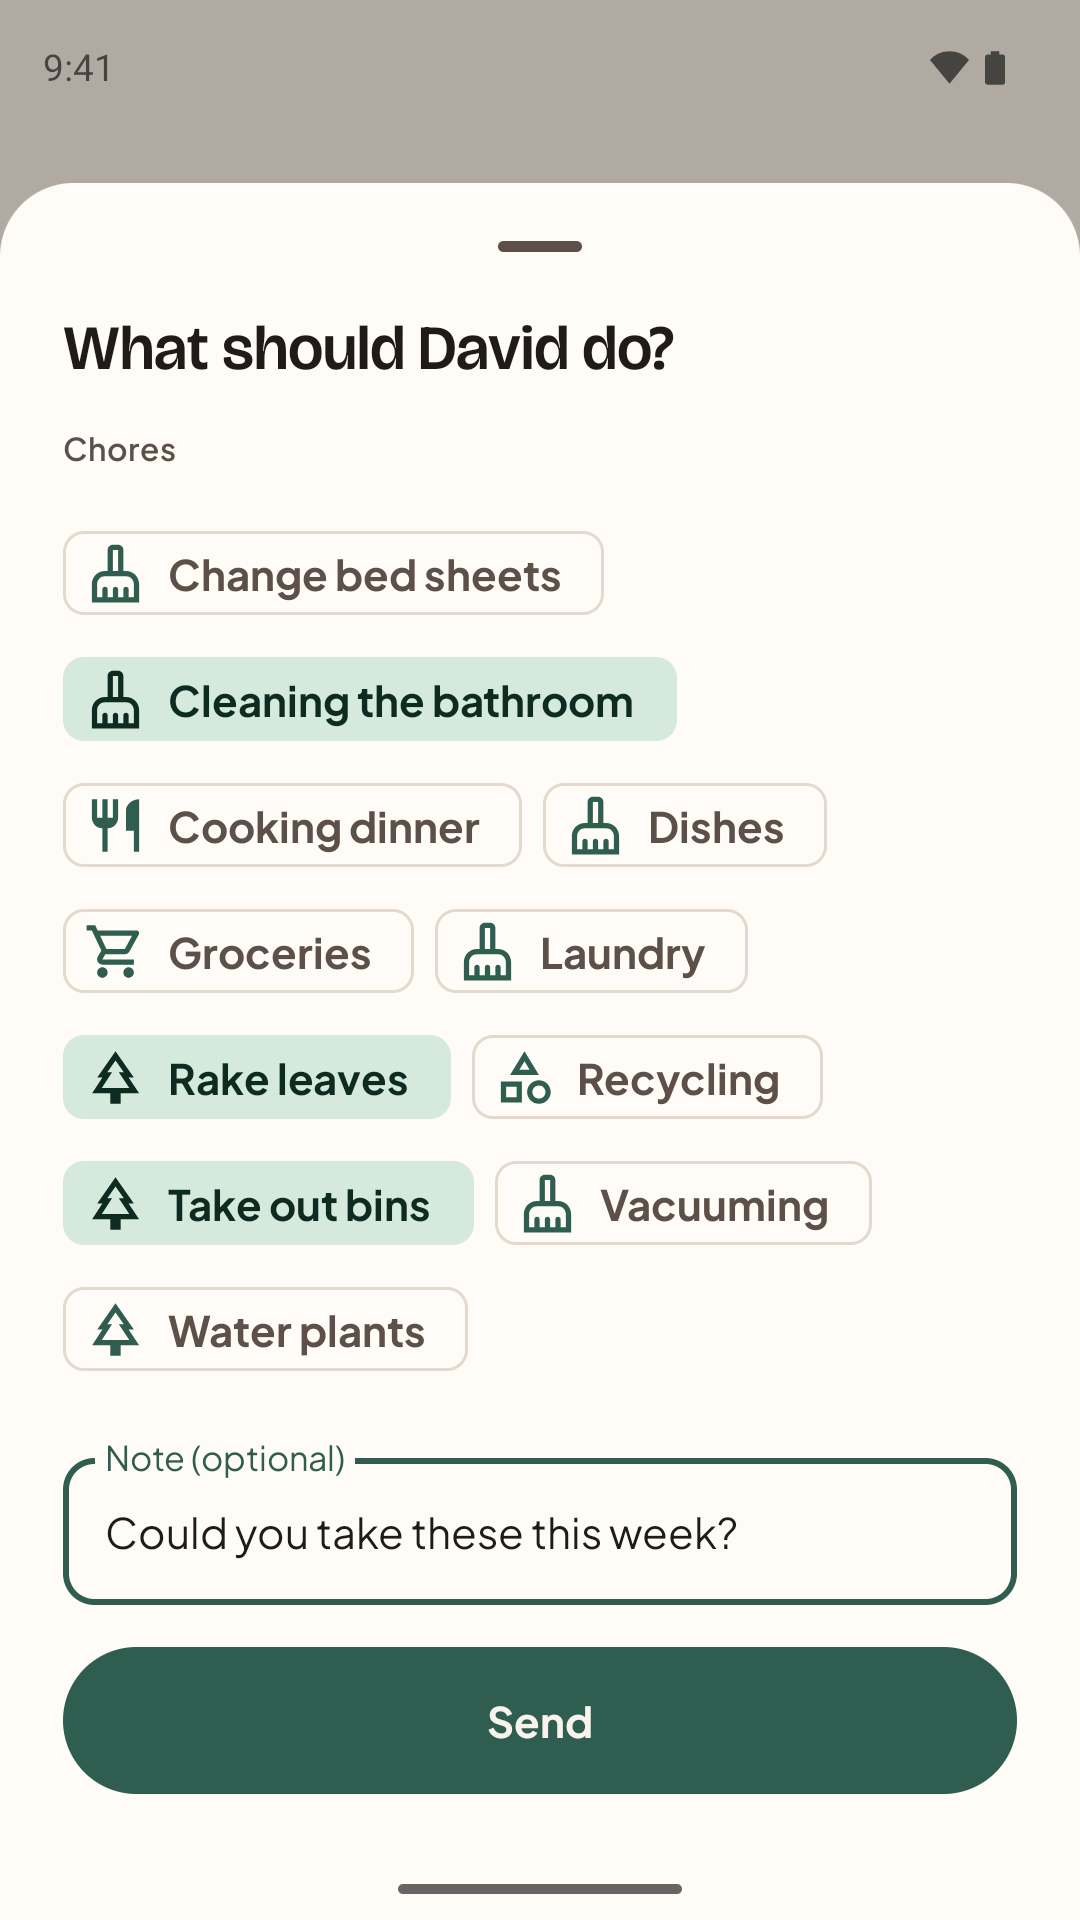 9:41
What should David do?
Chores
Change bed sheets
Cleaning the bathroom
Cooking dinner
Dishes
Groceries
Laundry
Rake leaves
Recycling
Take out bins
Vacuuming
Water plants
Note (optional)
Could you take these this week?
Send